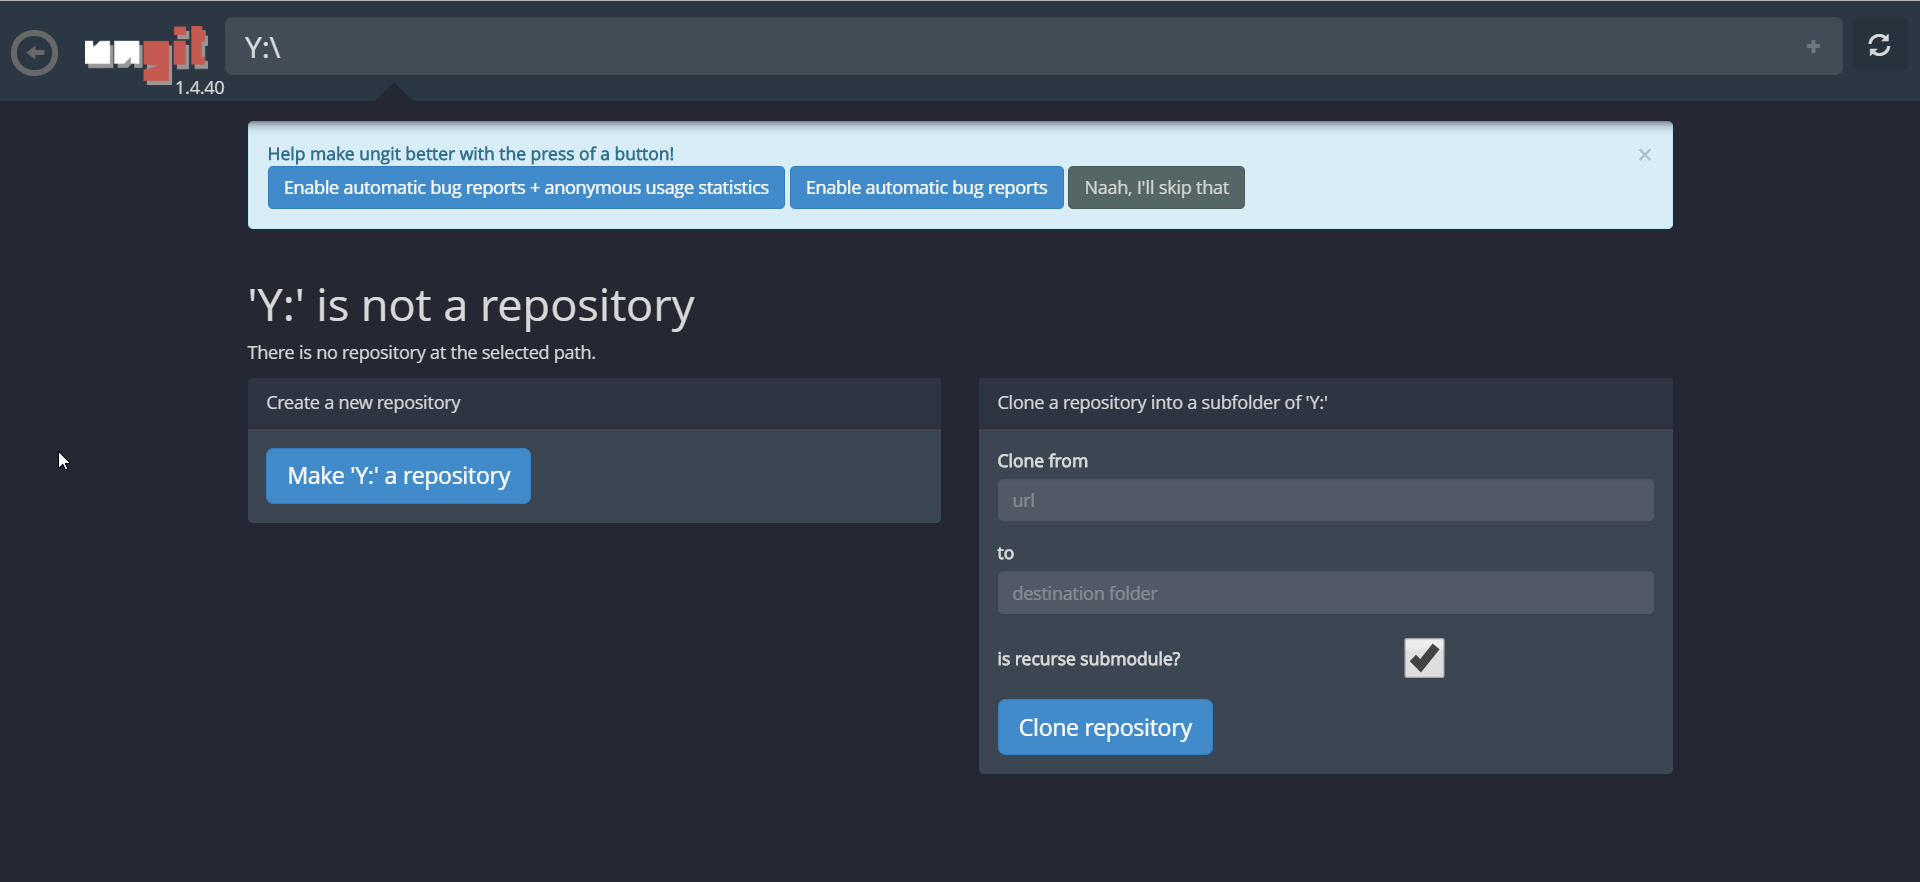 ungit
1.4.40
Y:\
Help make ungit better with the press of a button!
Enable automatic bug reports + anonymous usage statistics
Enable automatic bug reports
Naah, I'll skip that
'Y:' is not a repository
There is no repository at the selected path.
Create a new repository
Make 'Y:' a repository
Clone a repository into a subfolder of 'Y:'
Clone from
url
to
destination folder
is recurse submodule?
Clone repository